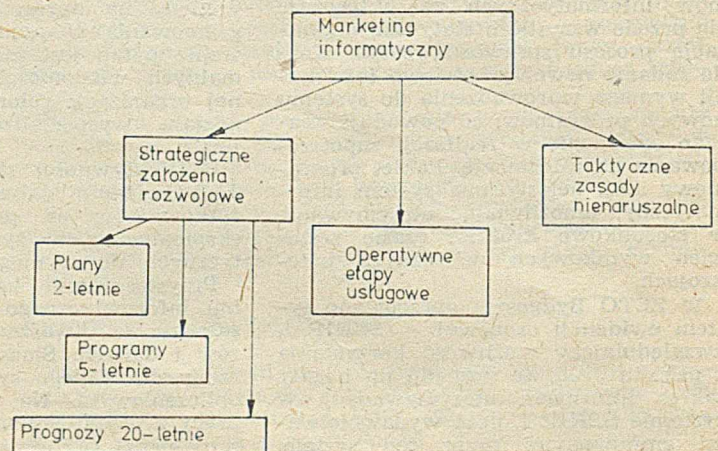 Marketing
informatyczny
Strategiczne
założenia
rozwojowe
Taktyczne
zasady
nienaruszalne
Operatywne
etapy
usługowe
Plany
2-letnie
Programy
5-letnie
Prognozy 20-letnie